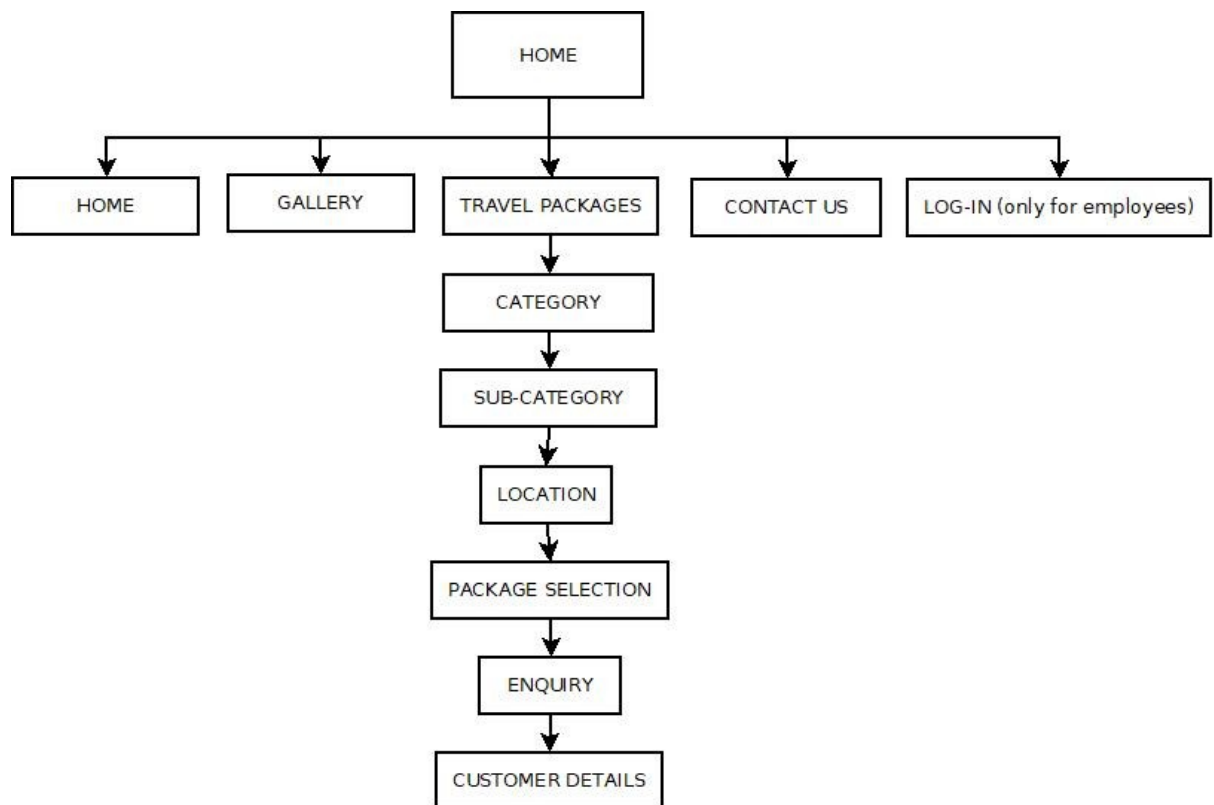 HOME
HOME
GALLERY
TRAVEL PACKAGES
CONTACT US
LOG-IN (only for employees)
CATEGORY
SUB-CATEGORY
LOCATION
PACKAGE SELECTION
ENQUIRY
CUSTOMER DETAILS